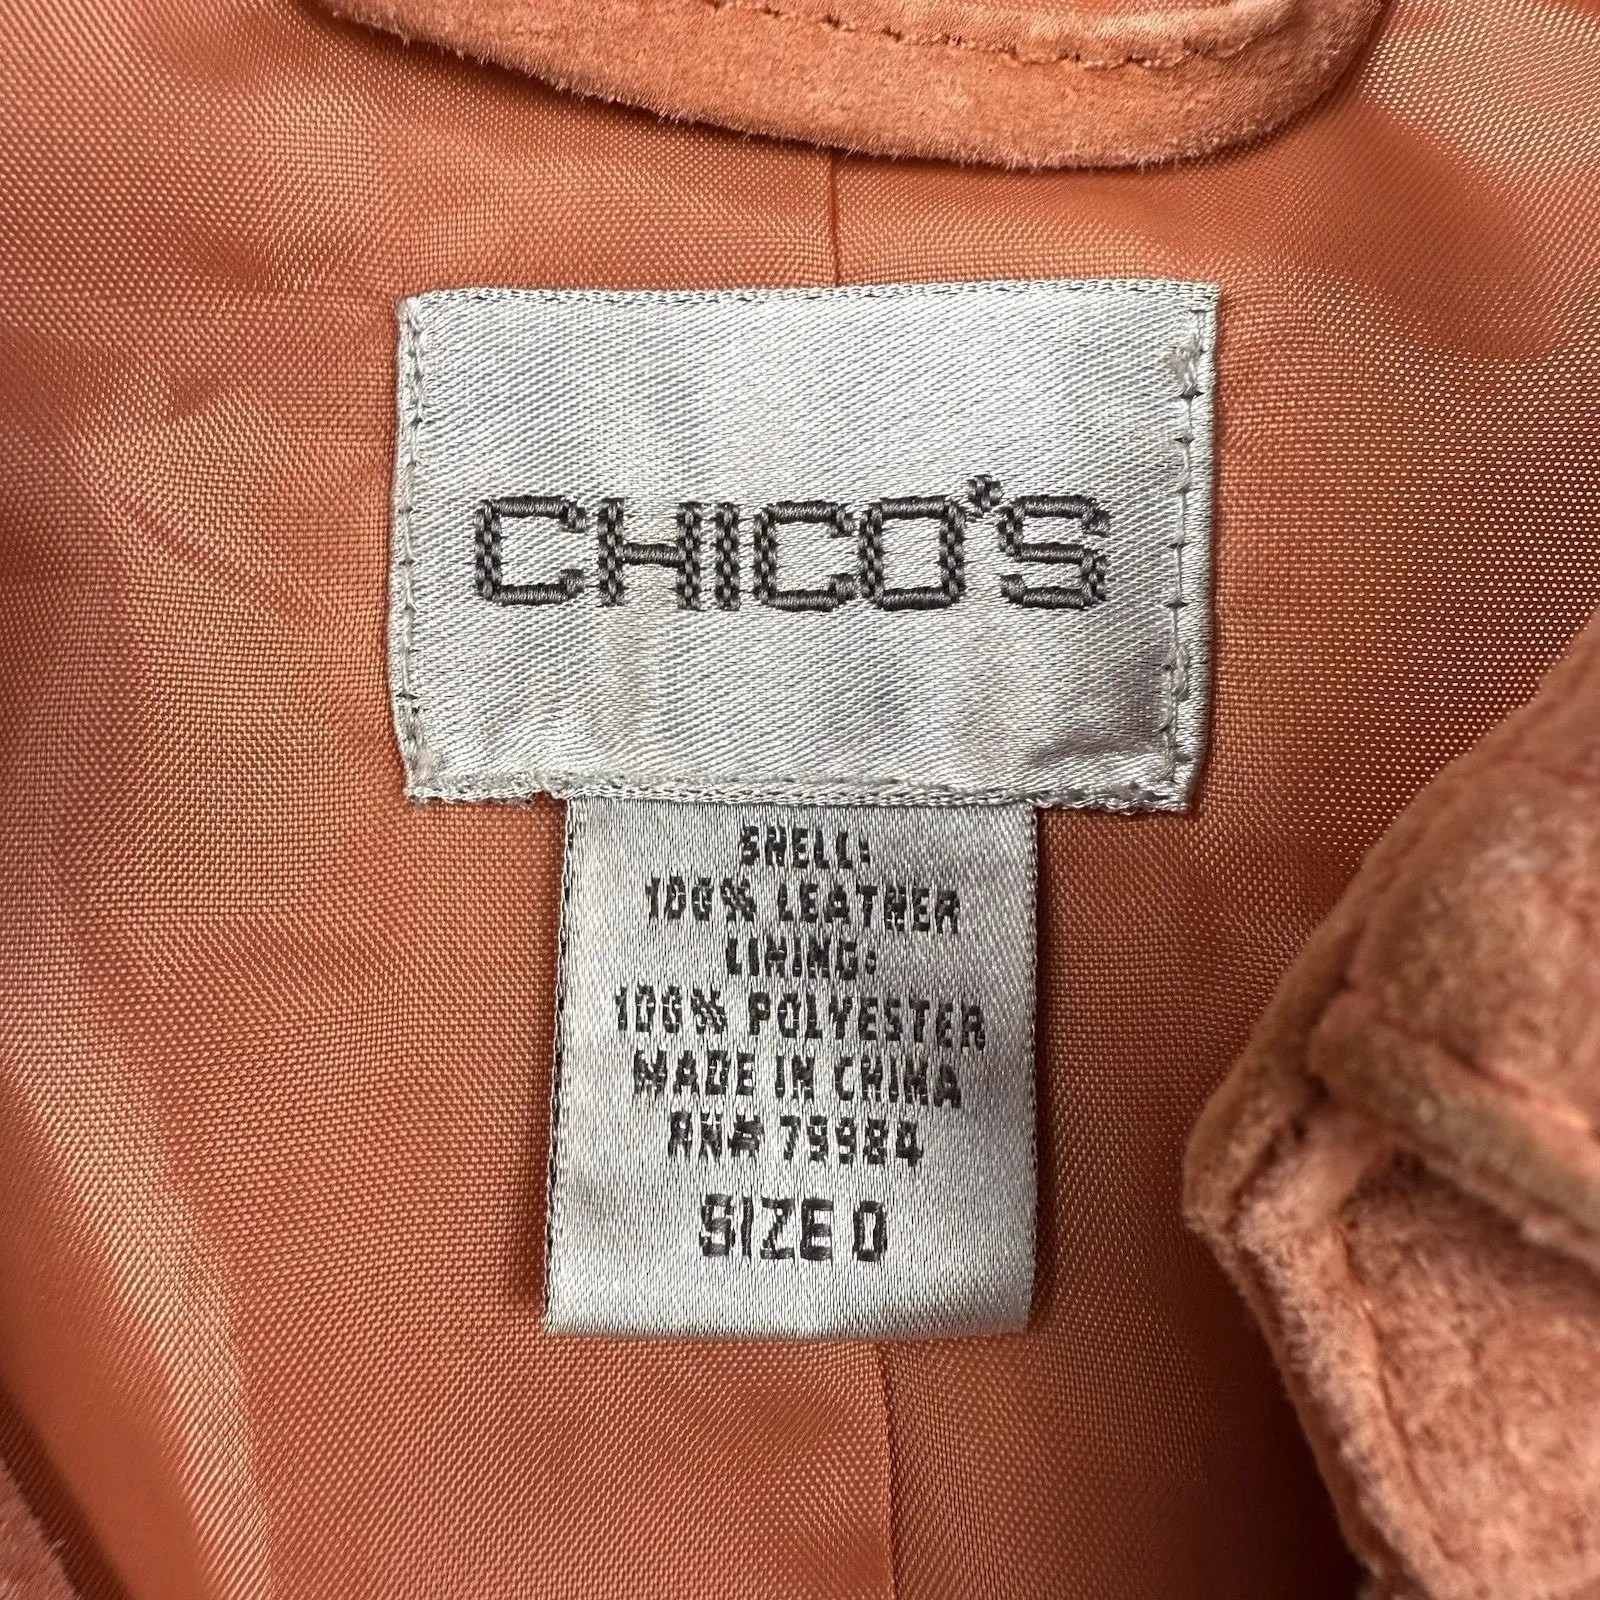 CHICO'S
SHELL:
100% LEATHER
LINING:
100% POLYESTER
MADE IN CHINA
RN# 79984
SIZE 0